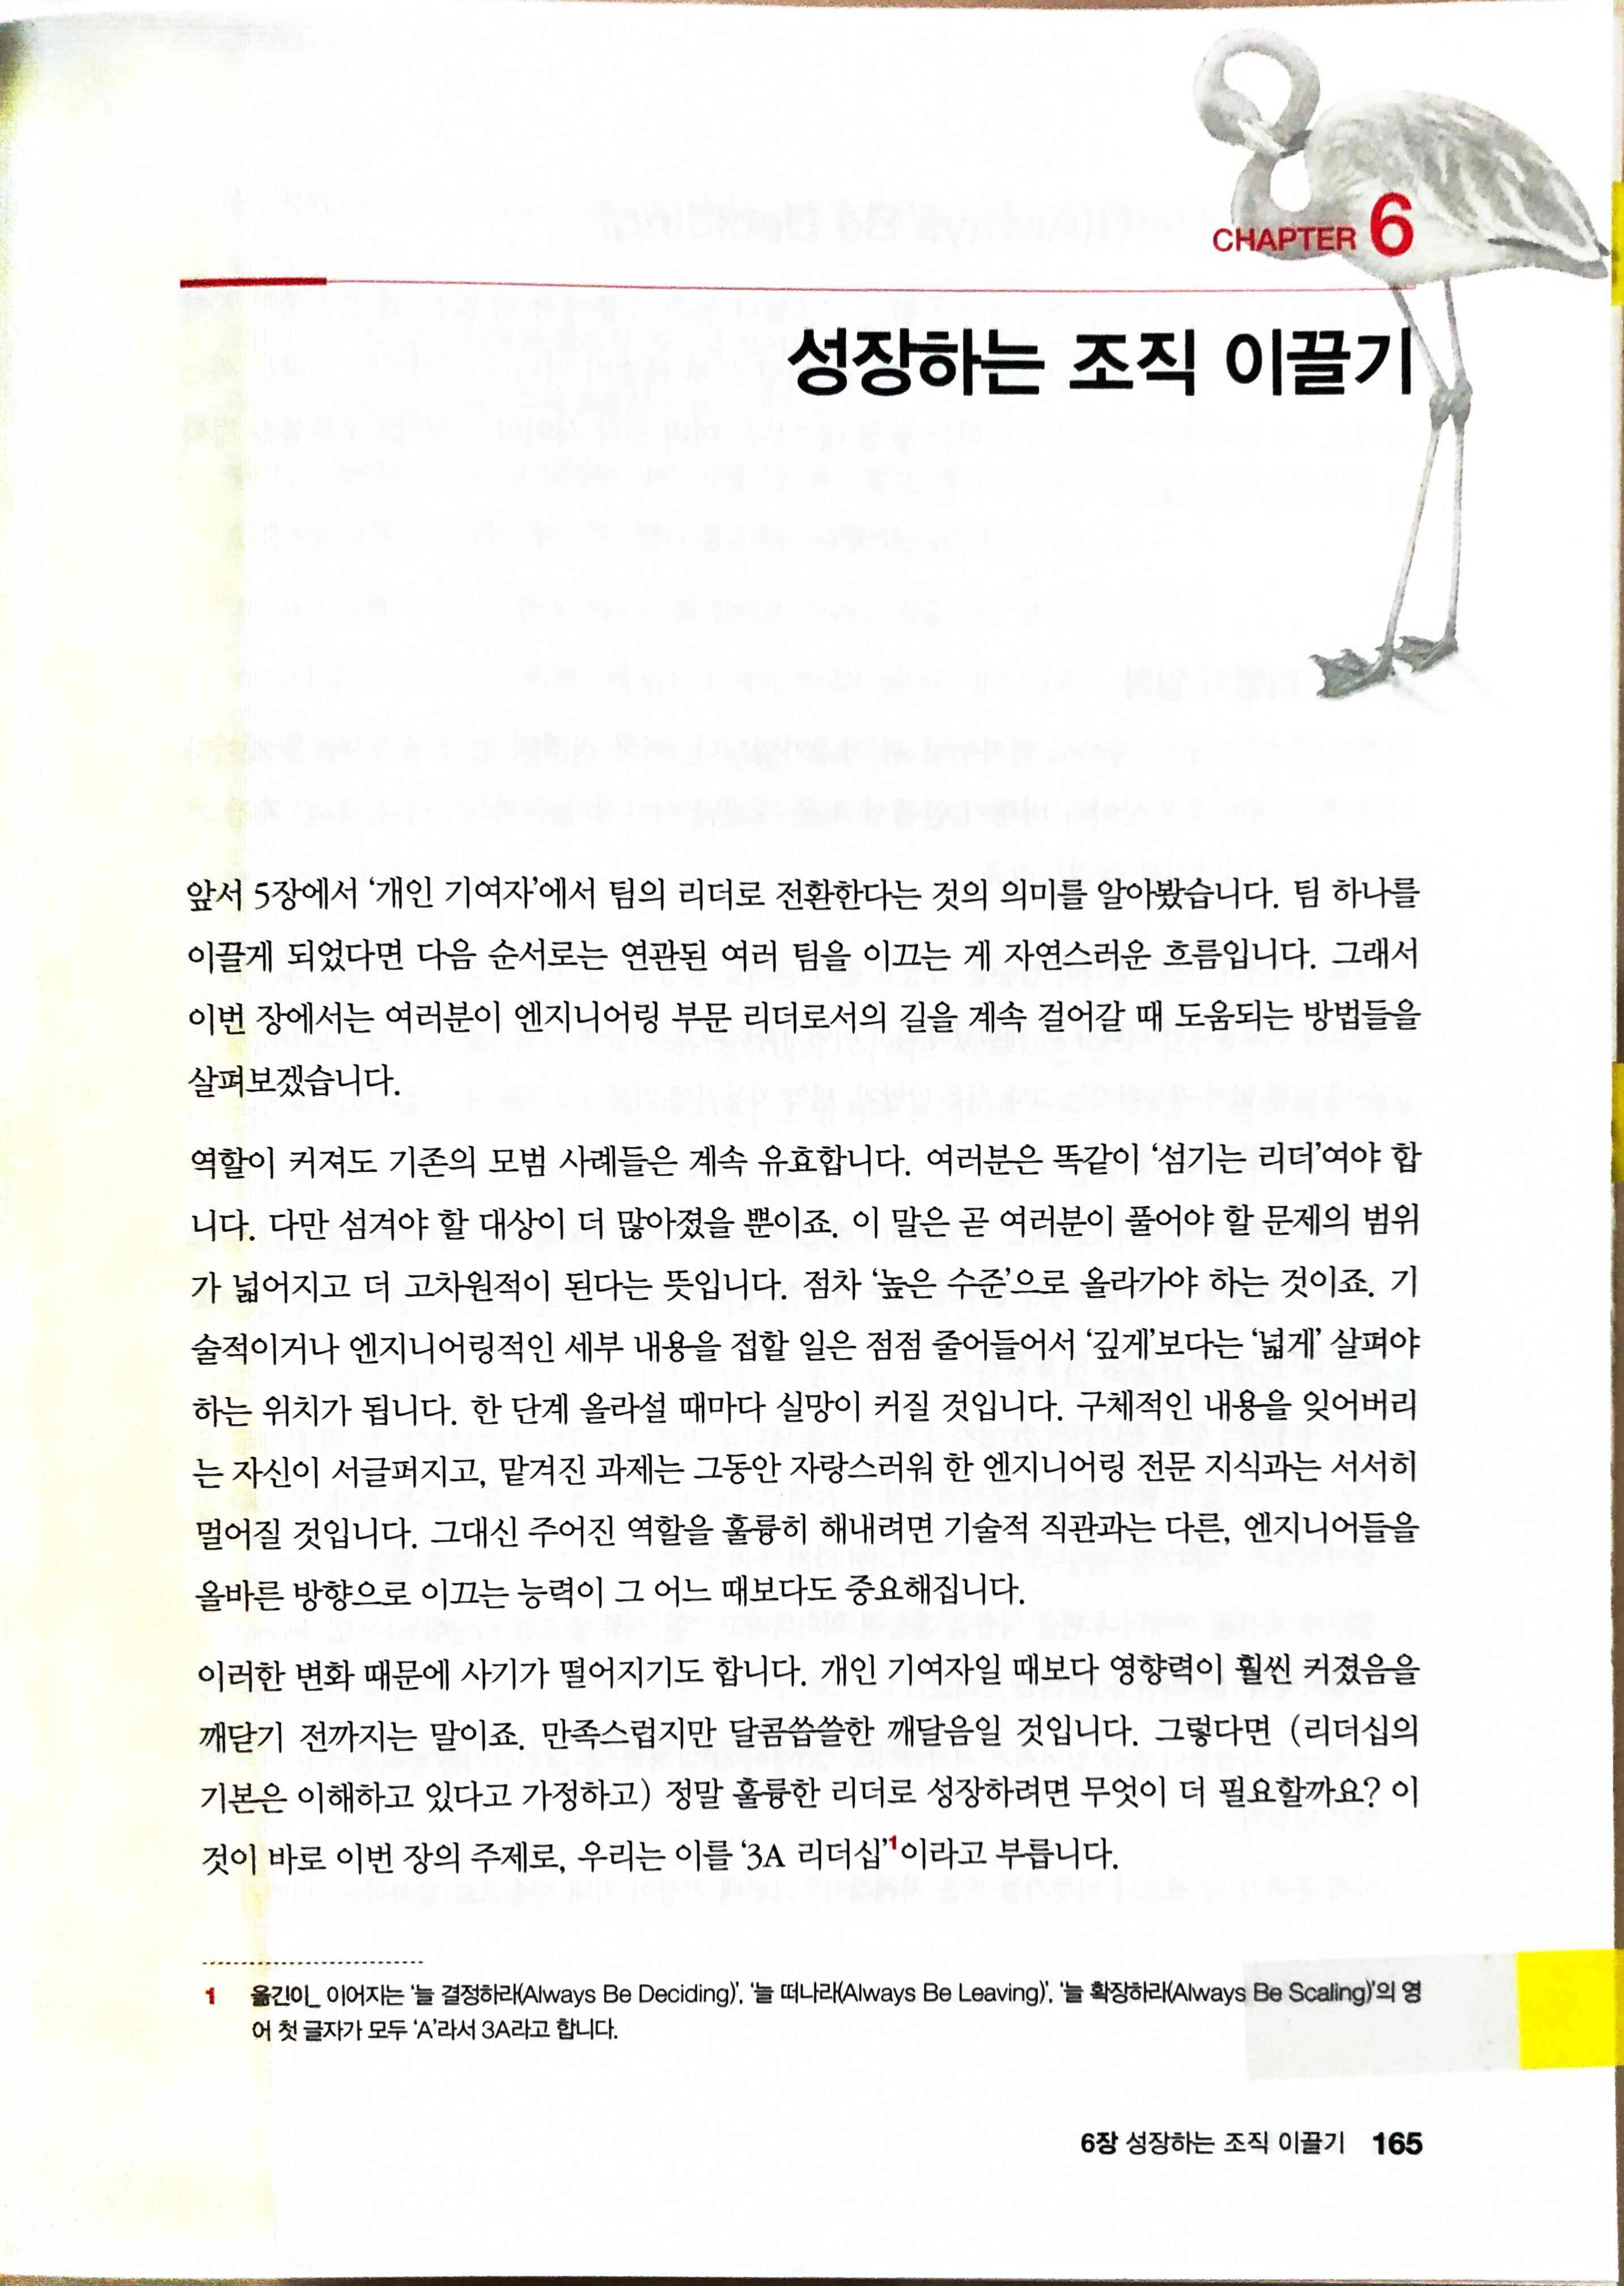 CHAPTER 6
성장하는 조직 이끌기
앞서 5장에서 ‘개인 기여자’에서 팀의 리더로 전환한다는 것의 의미를 알아봤습니다. 팀 하나를
이끌게 되었다면 다음 순서로는 연관된 여러 팀을 이끄는 게 자연스러운 흐름입니다. 그래서
이번 장에서는 여러분이 엔지니어링 부문 리더로서의 길을 계속 걸어갈 때 도움되는 방법들을
살펴보겠습니다.
역할이 커져도 기존의 모범 사례들은 계속 유효합니다. 여러분은 똑같이 ‘섬기는 리더’여야 합
니다. 다만 섬겨야 할 대상이 더 많아졌을 뿐이죠. 이 말은 곧 여러분이 풀어야 할 문제의 범위
가 넓어지고 더 고차원적이 된다는 뜻입니다. 점차 ‘높은 수준’으로 올라가야 하는 것이죠. 기
술적이거나 엔지니어링적인 세부 내용을 접할 일은 점점 줄어들어서 ‘깊게’보다는 ‘넓게’ 살펴야
하는 위치가 됩니다. 한 단계 올라설 때마다 실망이 커질 것입니다. 구체적인 내용을 잊어버리
는 자신이 서글퍼지고, 맡겨진 과제는 그동안 자랑스러워 한 엔지니어링 전문 지식과는 서서히
멀어질 것입니다. 그대신 주어진 역할을 훌륭히 해내려면 기술적 직관과는 다른, 엔지니어들을
올바른 방향으로 이끄는 능력이 그 어느 때보다도 중요해집니다.
이러한 변화 때문에 사기가 떨어지기도 합니다. 개인 기여자일 때보다 영향력이 훨씬 커졌음을
깨닫기 전까지는 말이죠. 만족스럽지만 달콤씁쓸한 깨달음일 것입니다. 그렇다면 (리더십의
기본은 이해하고 있다고 가정하고) 정말 훌륭한 리더로 성장하려면 무엇이 더 필요할까요? 이
것이 바로 이번 장의 주제로, 우리는 이를 ‘3A 리더십’1이라고 부릅니다.
1 옮긴이_ 이어지는 ‘늘 결정하라(Always Be Deciding)’, ‘늘 떠나라(Always Be Leaving)’, ‘늘 확장하라(Always Be Scaling)’의 영
어 첫 글자가 모두 ‘A’라서 3A라고 합니다.
6장 성장하는 조직 이끌기 165